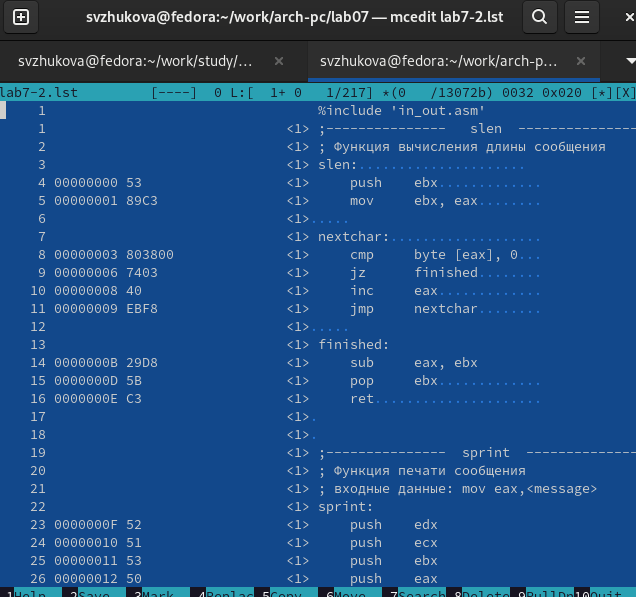 svzhukova@fedora:~/work/arch-pc/lab07 — mcedit lab7-2.lst
svzhukova@fedora:~/work/study/... × svzhukova@fedora:~/work/arch-p... ×
lab7-2.lst [----] 0 L:[ 1+ 0 1/217] *(0 /13072b) 0032 0x020 [*][X]
1 %include 'in_out.asm'
1 <1> ;--------------- slen ---------------
2 <1> ; Функция вычисления длины сообщения
3 <1> slen:.....................
4 00000000 53 <1> push ebx.............
5 00000001 89C3 <1> mov ebx, eax........
6 <1>.....
7 <1> nextchar:...................
8 00000003 803800 <1> cmp byte [eax], 0...
9 00000006 7403 <1> jz finished........
10 00000008 40 <1> inc eax.............
11 00000009 EBF8 <1> jmp nextchar........
12 <1>.....
13 <1> finished:
14 0000000B 29D8 <1> sub eax, ebx
15 0000000D 5B <1> pop ebx.............
16 0000000E C3 <1> ret.....................
17 <1>.
18 <1>.
19 <1> ;--------------- sprint --------------
20 <1> ; Функция печати сообщения
21 <1> ; входные данные: mov eax,<message>
22 <1> sprint:
23 0000000F 52 <1> push edx
24 00000010 51 <1> push ecx
25 00000011 53 <1> push ebx
26 00000012 50 <1> push eax
1Help 2Save 3Mark 4Replac 5Copy 6Move 7Search 8Delete 9PullDn 10Quit